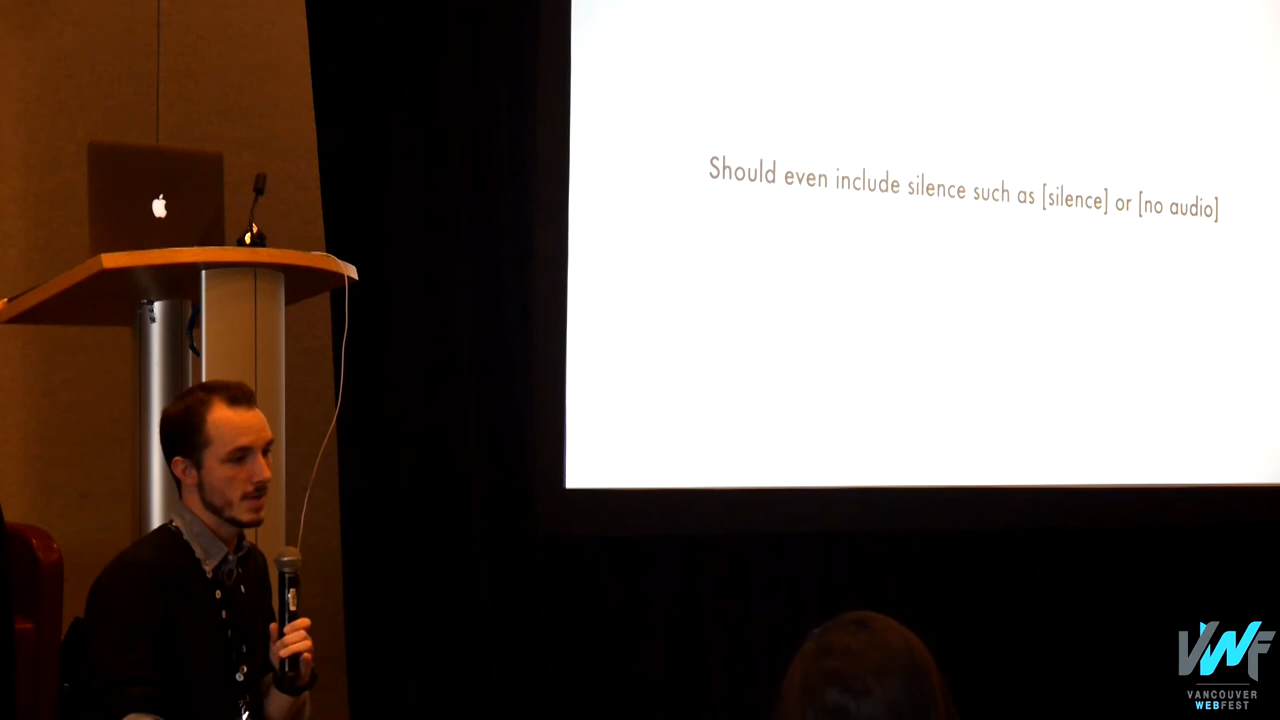 Should even include silence such as [silence] or [no audio]
VWF
VANCOUVER
WEBFEST